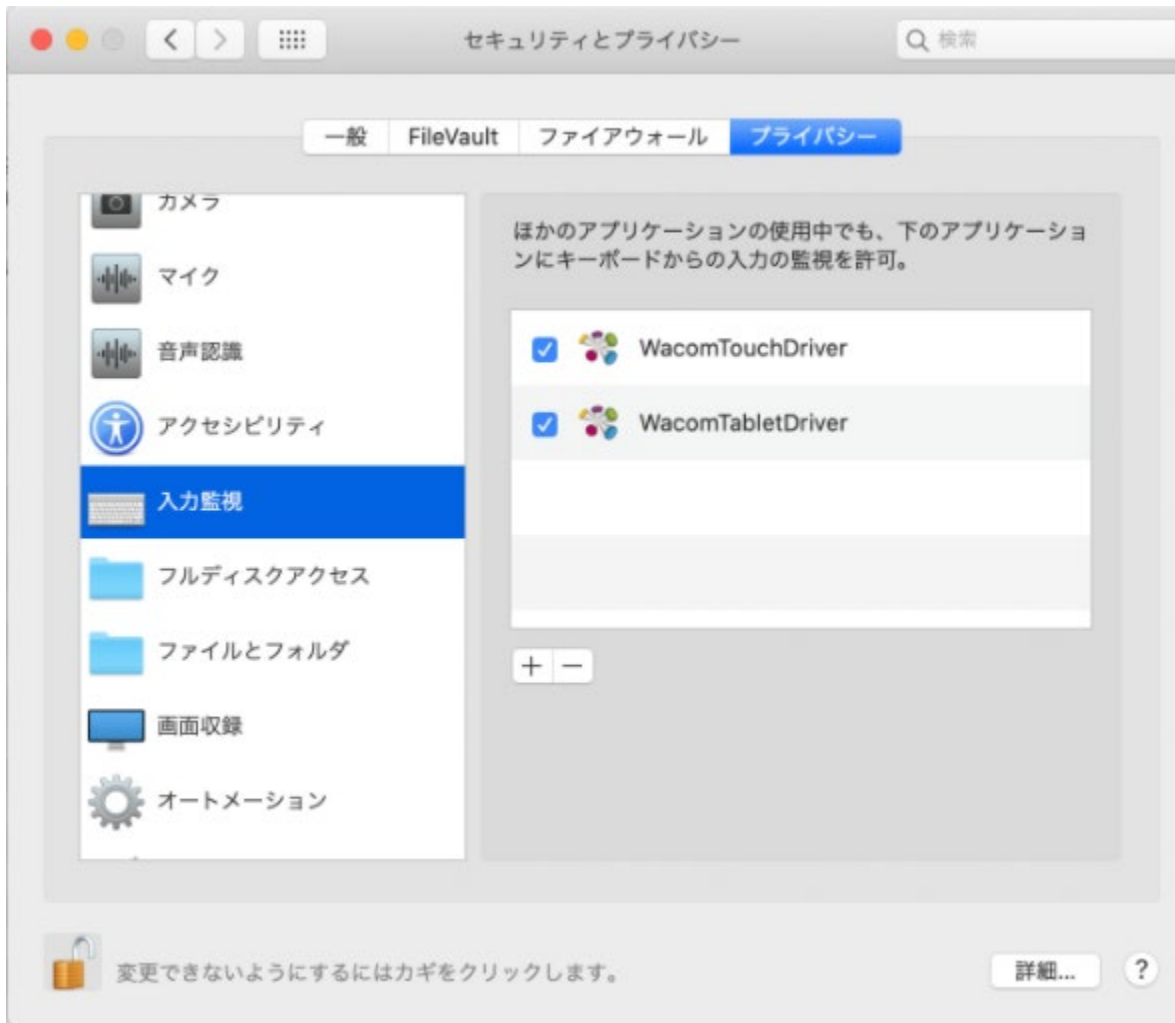 セキュリティとプライバシー
検索
一般
FileVault
ファイアウォール
プライバシー
カメラ
マイク
音声認識
アクセシビリティ
入力監視
フルディスクアクセス
ファイルとフォルダ
画面収録
オートメーション
ほかのアプリケーションの使用中でも、下のアプリケーショ
ンにキーボードからの入力の監視を許可。
WacomTouchDriver
WacomTabletDriver
変更できないようにするにはカギをクリックします。
詳細...
?